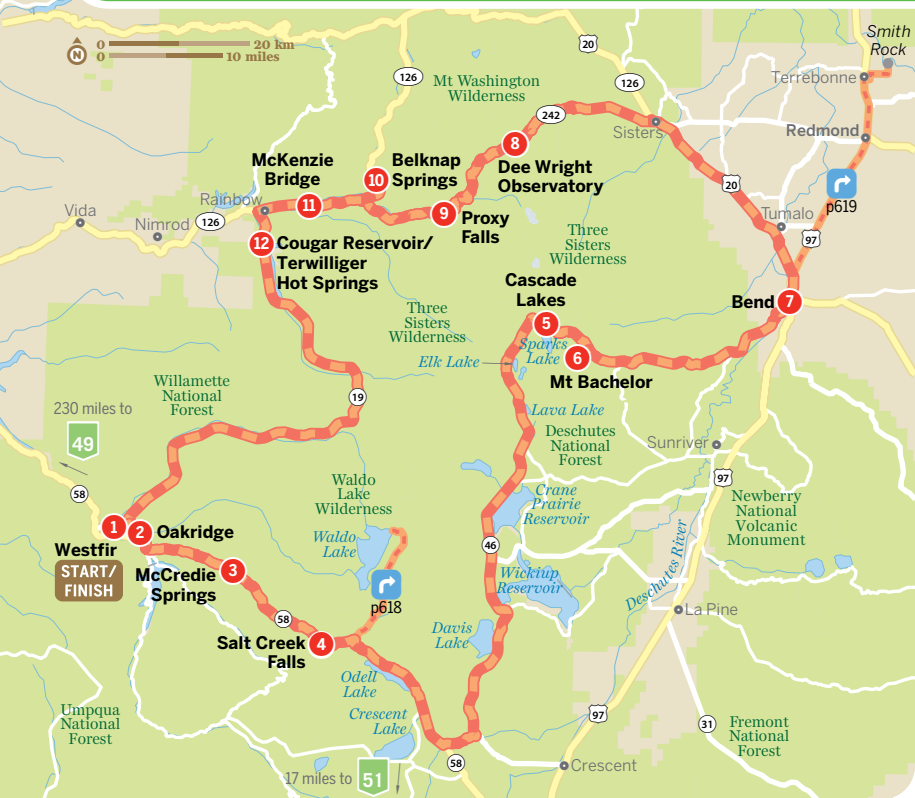 0 20 km
0 10 miles
N
20
126
126
Smith
Rock
Terrebonne
Mt Washington
Wilderness
242
Sisters
Redmond
8
Dee Wright
Observatory
McKenzie
Bridge
10
Belknap
Springs
20
p619
Rainbow
11
9
Proxy
Falls
Vida
Nimrod
126
Tumalo
97
12
Cougar Reservoir/
Terwilliger
Hot Springs
Three
Sisters
Wilderness
Cascade
Lakes
Bend
7
Three
Sisters
Wilderness
5
Sparks
Lake
6
Elk Lake
Mt Bachelor
Willamette
National
Forest
19
230 miles to
49
Lava Lake
Deschutes
National
Forest
Sunriver
58
97
Waldo
Lake
Wilderness
Crane
Prairie
Reservoir
Newberry
National
Volcanic
Monument
1
2
Oakridge
Westfir
START/
FINISH
Waldo
Lake
46
3
McCredie
Springs
Wickiup
Reservoir
Deschutes River
p618
La Pine
58
4
Salt Creek
Falls
Davis
Lake
Odell
Lake
Umpqua
National
Forest
Crescent
Lake
97
31
Fremont
National
Forest
58
Crescent
17 miles to
51